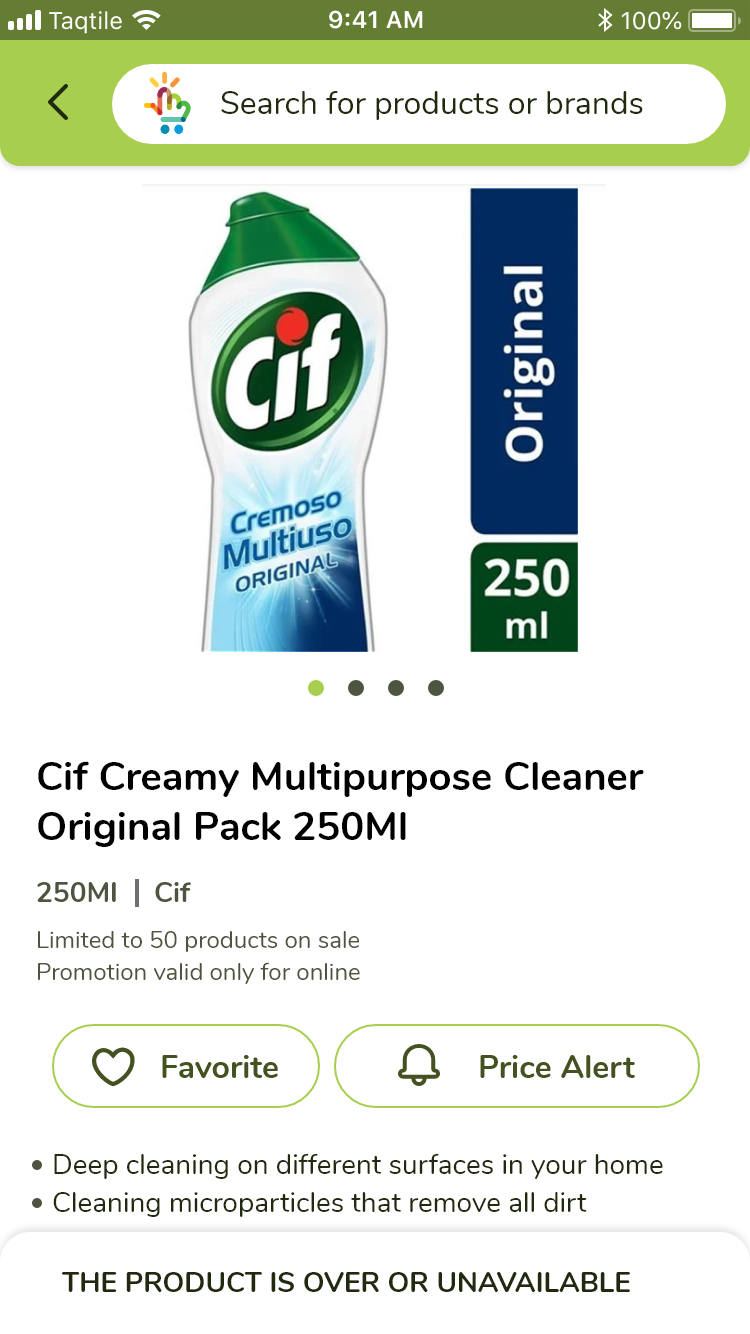 Taqtile 9:41 AM 100%
Search for products or brands
Cif
Cremoso
Multiuso
ORIGINAL
Original
250
ml
Cif Creamy Multipurpose Cleaner
Original Pack 250Ml
250Ml | Cif
Limited to 50 products on sale
Promotion valid only for online
Favorite Price Alert
• Deep cleaning on different surfaces in your home
• Cleaning microparticles that remove all dirt
THE PRODUCT IS OVER OR UNAVAILABLE